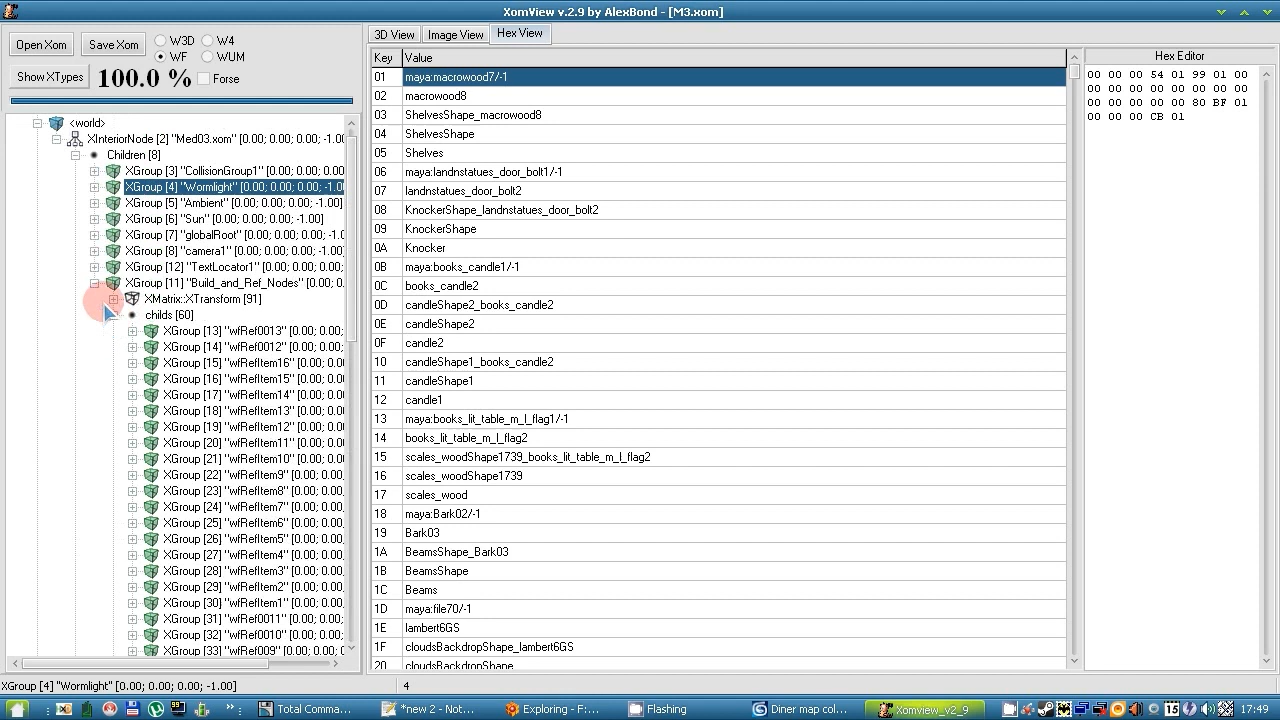 XomView v.2.9 by AlexBond - [M3.xom]
Open Xom
Save Xom
W3D
W4
WF
WUM
Show XTypes
100.0 %
Forse
3D View
Image View
Hex View
<world>
XInteriorNode [2] "Med03.xom" [0.00; 0.00; 0.00; -1.00
Children [8]
XGroup [3] "CollisionGroup1" [0.00; 0.00; 0.0
XGroup [4] "Wormlight" [0.00; 0.00; 0.00; -1.00
XGroup [5] "Ambient" [0.00; 0.00; 0.00; -1.00]
XGroup [6] "Sun" [0.00; 0.00; 0.00; -1.00]
XGroup [7] "globalRoot" [0.00; 0.00; 0.00; -1.0
XGroup [8] "camera1" [0.00; 0.00; 0.00; -1.00]
XGroup [12] "TextLocator1" [0.00; 0.00; 0.00;
XGroup [11] "Build_and_Ref_Nodes" [0.00; 0.
XMatrix::XTransform [91]
childs [60]
XGroup [13] "wfRef0013" [0.00; 0.00; 0.
XGroup [14] "wfRef0012" [0.00; 0.00; 0.
XGroup [15] "wfRefItem16" [0.00; 0.00;
XGroup [16] "wfRefItem15" [0.00; 0.00;
XGroup [17] "wfRefItem14" [0.00; 0.00;
XGroup [18] "wfRefItem13" [0.00; 0.00;
XGroup [19] "wfRefItem12" [0.00; 0.00;
XGroup [20] "wfRefItem11" [0.00; 0.00;
XGroup [21] "wfRefItem10" [0.00; 0.00;
XGroup [22] "wfRefItem9" [0.00; 0.00; 0.
XGroup [23] "wfRefItem8" [0.00; 0.00; 0.
XGroup [24] "wfRefItem7" [0.00; 0.00; 0.
XGroup [25] "wfRefItem6" [0.00; 0.00; 0.
XGroup [26] "wfRefItem5" [0.00; 0.00; 0.
XGroup [27] "wfRefItem4" [0.00; 0.00; 0.
XGroup [28] "wfRefItem3" [0.00; 0.00; 0.
XGroup [29] "wfRefItem2" [0.00; 0.00; 0.
XGroup [30] "wfRefItem1" [0.00; 0.00; 0.
XGroup [31] "wfRef0011" [0.00; 0.00; 0.
XGroup [32] "wfRef0010" [0.00; 0.00; 0.
XGroup [33] "wfRef009" [0.00; 0.00; 0.0
Key Value
01 maya:macrowood7/-1
02 macrowood8
03 ShelvesShape_macrowood8
04 ShelvesShape
05 Shelves
06 maya:landnstatues_door_bolt1/-1
07 landnstatues_door_bolt2
08 KnockerShape_landnstatues_door_bolt2
09 KnockerShape
0A Knocker
0B maya:books_candle1/-1
0C books_candle2
0D candleShape2_books_candle2
0E candleShape2
0F candle2
10 candleShape1_books_candle2
11 candleShape1
12 candle1
13 maya:books_lit_table_m_l_flag1/-1
14 books_lit_table_m_l_flag2
15 scales_woodShape1739_books_lit_table_m_l_flag2
16 scales_woodShape1739
17 scales_wood
18 maya:Bark02/-1
19 Bark03
1A BeamsShape_Bark03
1B BeamsShape
1C Beams
1D maya:file70/-1
1E lambert6GS
1F cloudsBackdropShape_lambert6GS
20 cloudsBackdropShape
Hex Editor
00 00 00 54 01 99 01 00
00 00 00 00 00 00 00 00
00 00 00 00 00 80 BF 01
00 00 00 CB 01
XGroup [4] "Wormlight" [0.00; 0.00; 0.00; -1.00]
4
Total Comma...
*new 2 - Not...
Exploring - F:...
Flashing
Diner map col...
Xomview_v2_9
15
17:49